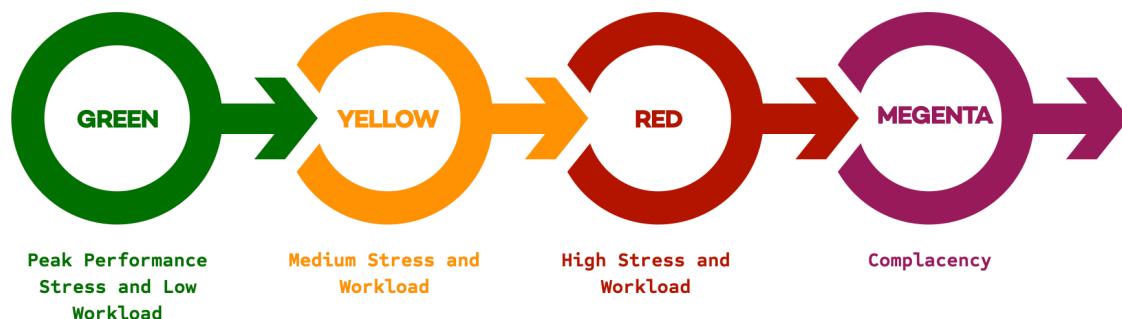 GREEN
YELLOW
RED
MEGENTA
Peak Performance
Stress and Low
Workload
Medium Stress and
Workload
High Stress and
Workload
Complacency